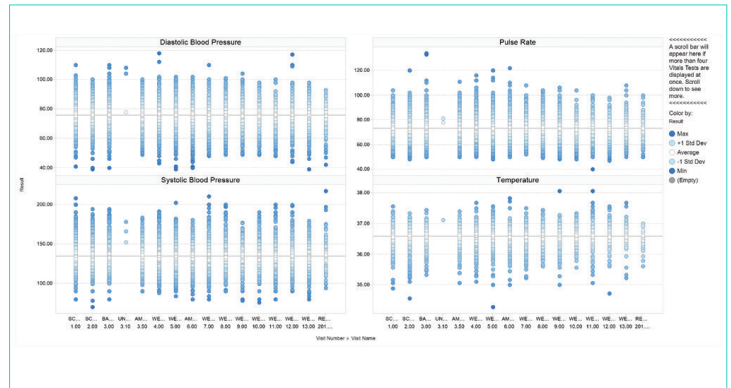 Diastolic Blood Pressure
Pulse Rate
120.00
100.00
80.00
60.00
40.00
120.00
100.00
80.00
60.00
40.00
Result
Systolic Blood Pressure
Temperature
200.00
150.00
100.00
38.00
37.00
36.00
35.00
SC... SC... BA... UN... AM... WE... WE... AM... WE... WE... WE... WE... WE... WE... WE... RE...
1.00 2.00 3.00 3.10 3.50 4.00 5.00 6.00 7.00 8.00 9.00 10.00 11.00 12.00 13.00 201....
SC... SC... BA... UN... AM... WE... WE... AM... WE... WE... WE... WE... WE... WE... WE... RE...
1.00 2.00 3.00 3.10 3.50 4.00 5.00 6.00 7.00 8.00 9.00 10.00 11.00 12.00 13.00 201....
Visit Number > Visit Name
<<<<<<<<<<<
A scroll bar will
appear here if
more than four
Vitals Tests are
displayed at
once. Scroll
down to see
more.
<<<<<<<<<<<
Color by:
Result
Max
+1 Std Dev
Average
-1 Std Dev
Min
(Empty)